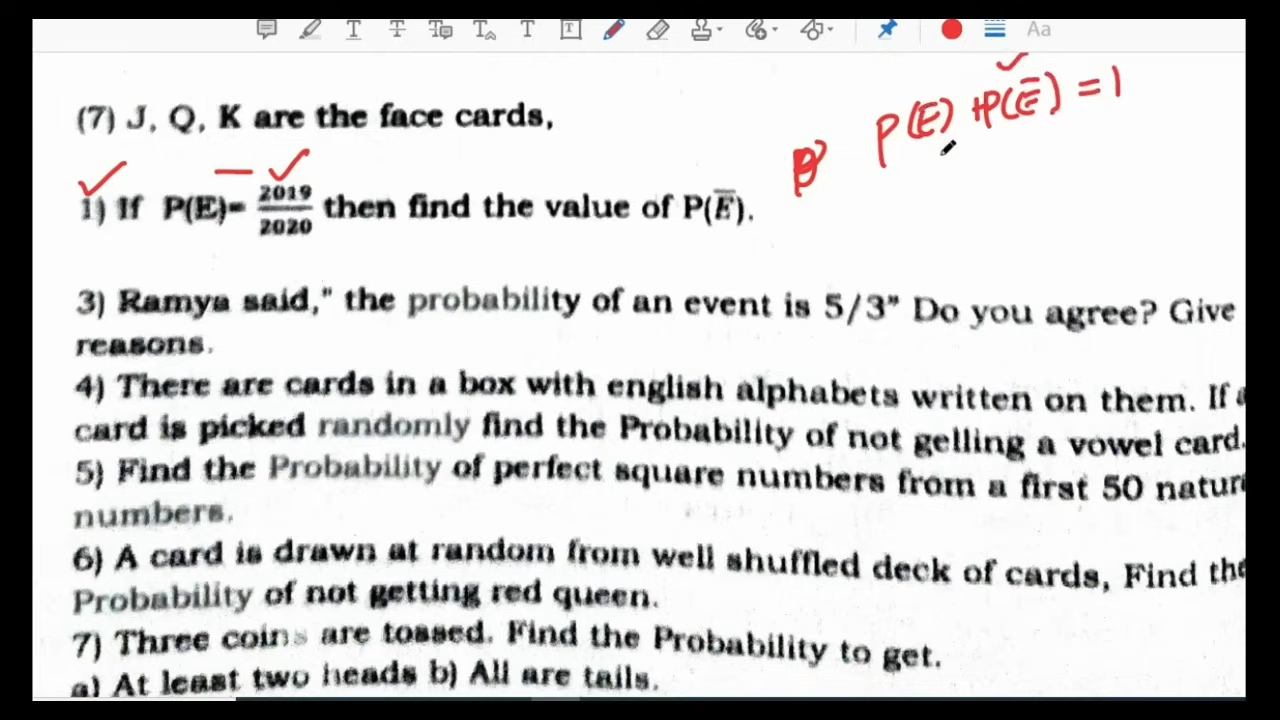 (7) J, Q, K are the face cards,
P(E) + P(E̅) = 1
1) If P(E)= 2019/2020 then find the value of P(E̅).
3) Ramya said," the probability of an event is 5/3" Do you agree? Give
reasons.
4) There are cards in a box with english alphabets written on them. If a
card is picked randomly find the Probability of not gelling a vowel card.
5) Find the Probability of perfect square numbers from a first 50 natur
numbers.
6) A card is drawn at random from well shuffled deck of cards, Find the
Probability of not getting red queen.
7) Three coins are tossed. Find the Probability to get.
a) At least two heads b) All are tails.